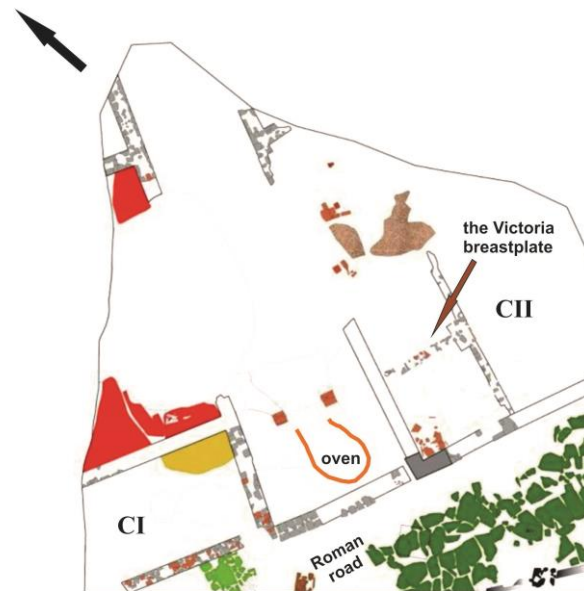 the Victoria
breastplate
CII
oven
CI
Roman
road